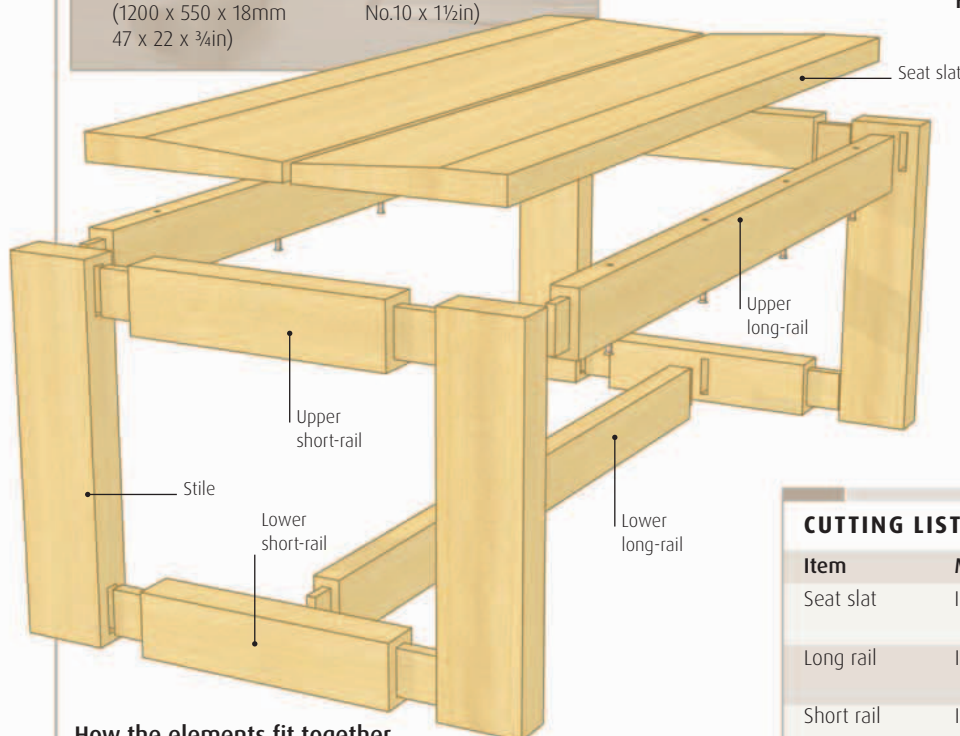 (1200 x 550 x 18mm
47 x 22 x ¾in)
No.10 x 1½in)
Seat slat
Upper
long-rail
Upper
short-rail
Stile
Lower
short-rail
Lower
long-rail
CUTTING LIST
Item
Seat slat
Long rail
Short rail
How the elements fit together